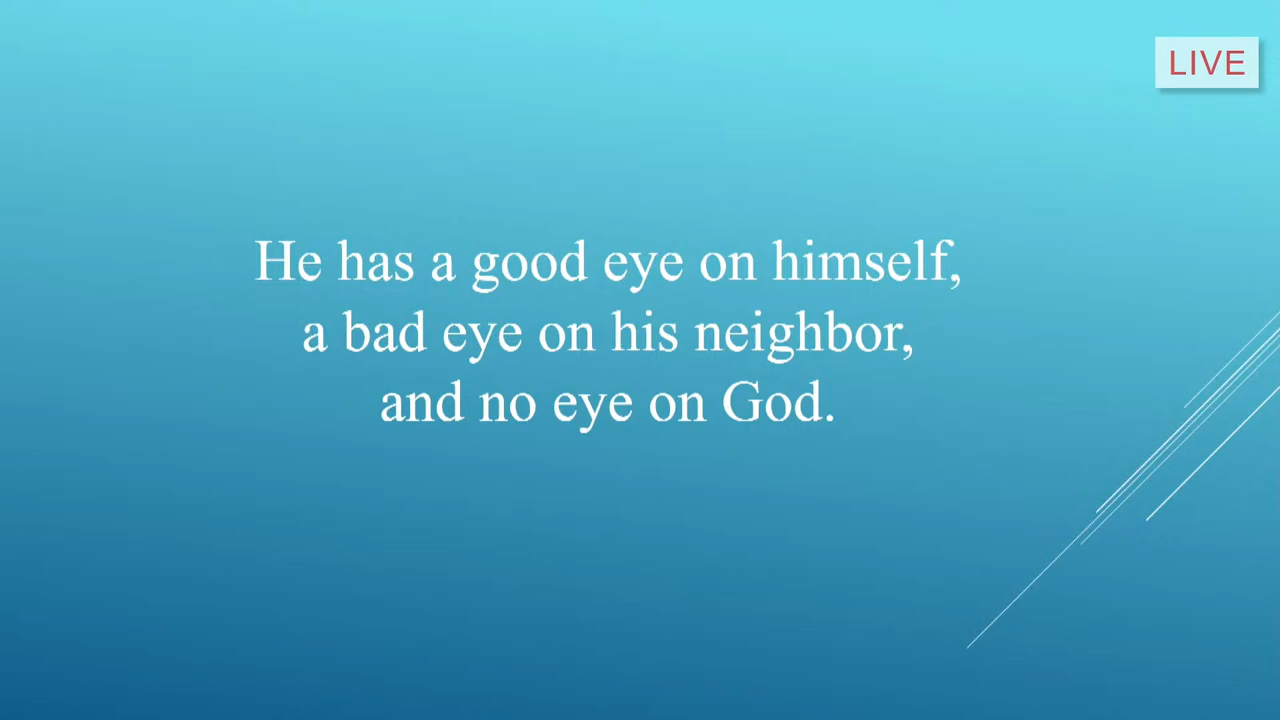 LIVE
He has a good eye on himself,
a bad eye on his neighbor,
and no eye on God.